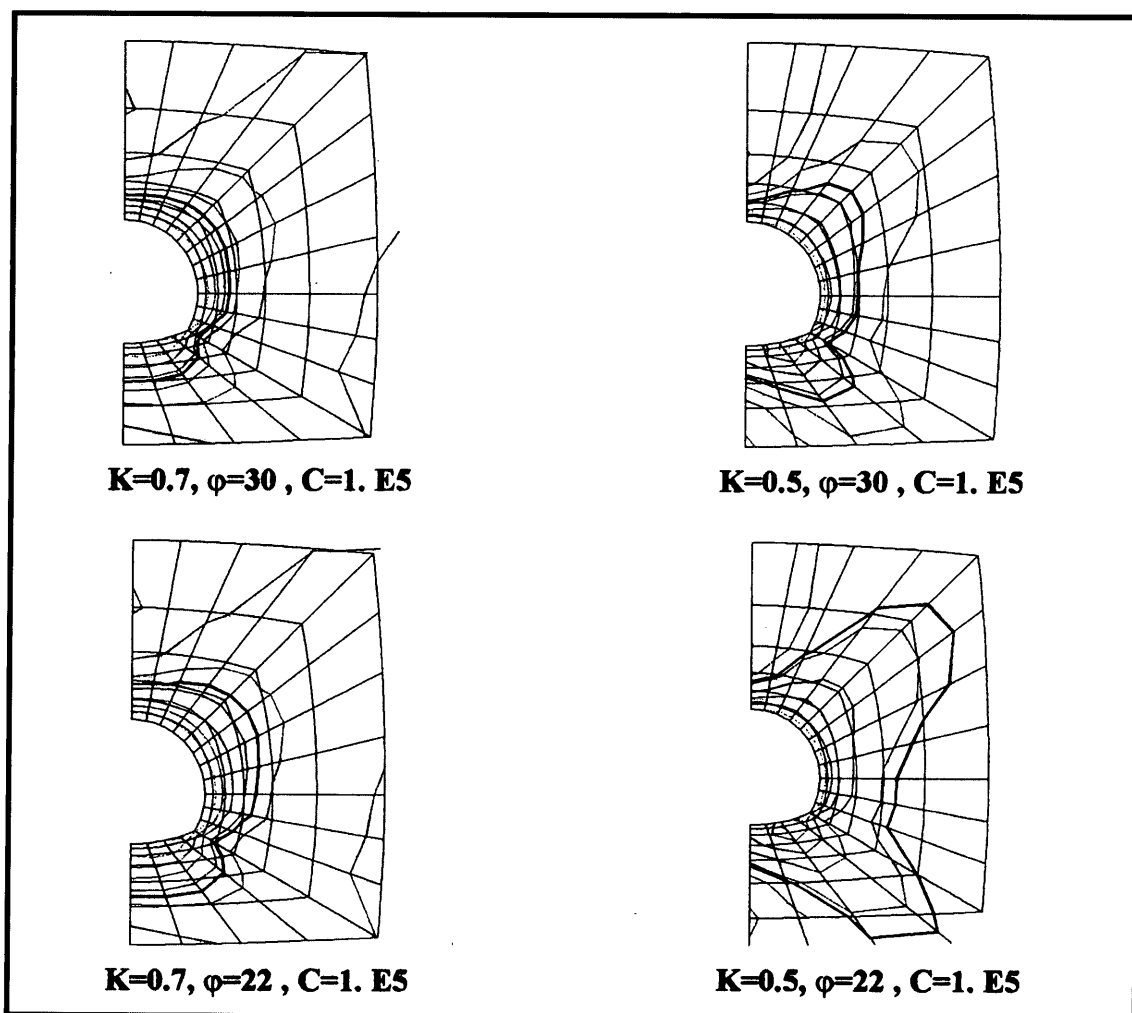 K=0.7, φ=30 , C=1. E5
K=0.5, φ=30 , C=1. E5
K=0.7, φ=22 , C=1. E5
K=0.5, φ=22 , C=1. E5